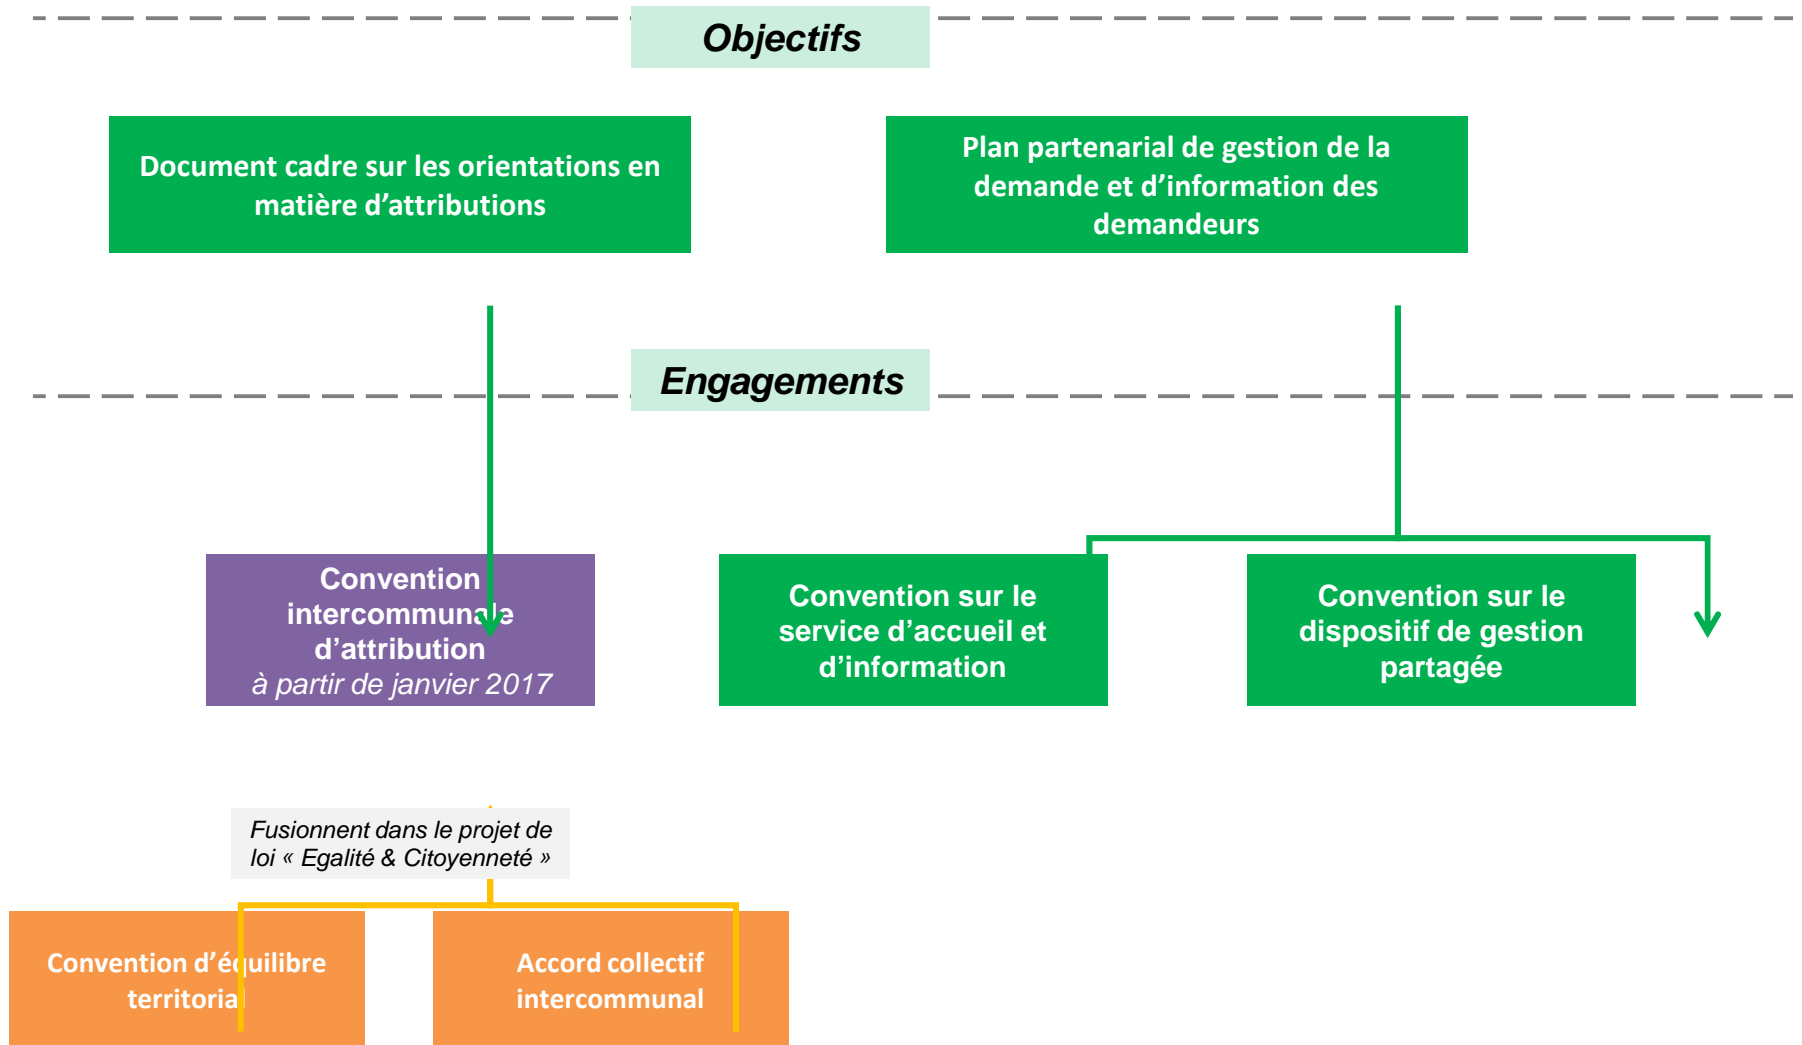 Objectifs
Document cadre sur les orientations en
matière d’attributions
Plan partenarial de gestion de la
demande et d’information des
demandeurs
Engagements
Convention
intercommunale
d’attribution
à partir de janvier 2017
Convention sur le
service d’accueil et
d’information
Convention sur le
dispositif de gestion
partagée
Fusionnent dans le projet de
loi « Egalité & Citoyenneté »
Convention d’équilibre
territorial
Accord collectif
intercommunal